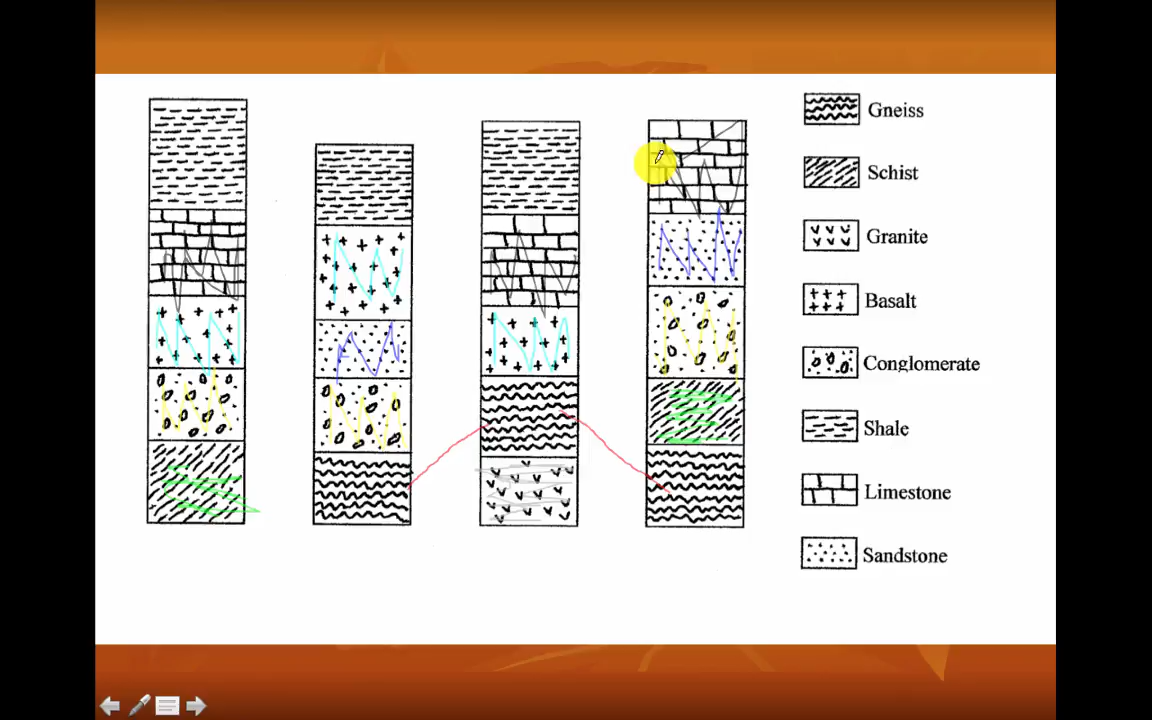 Gneiss
Schist
Granite
Basalt
Conglomerate
Shale
Limestone
Sandstone